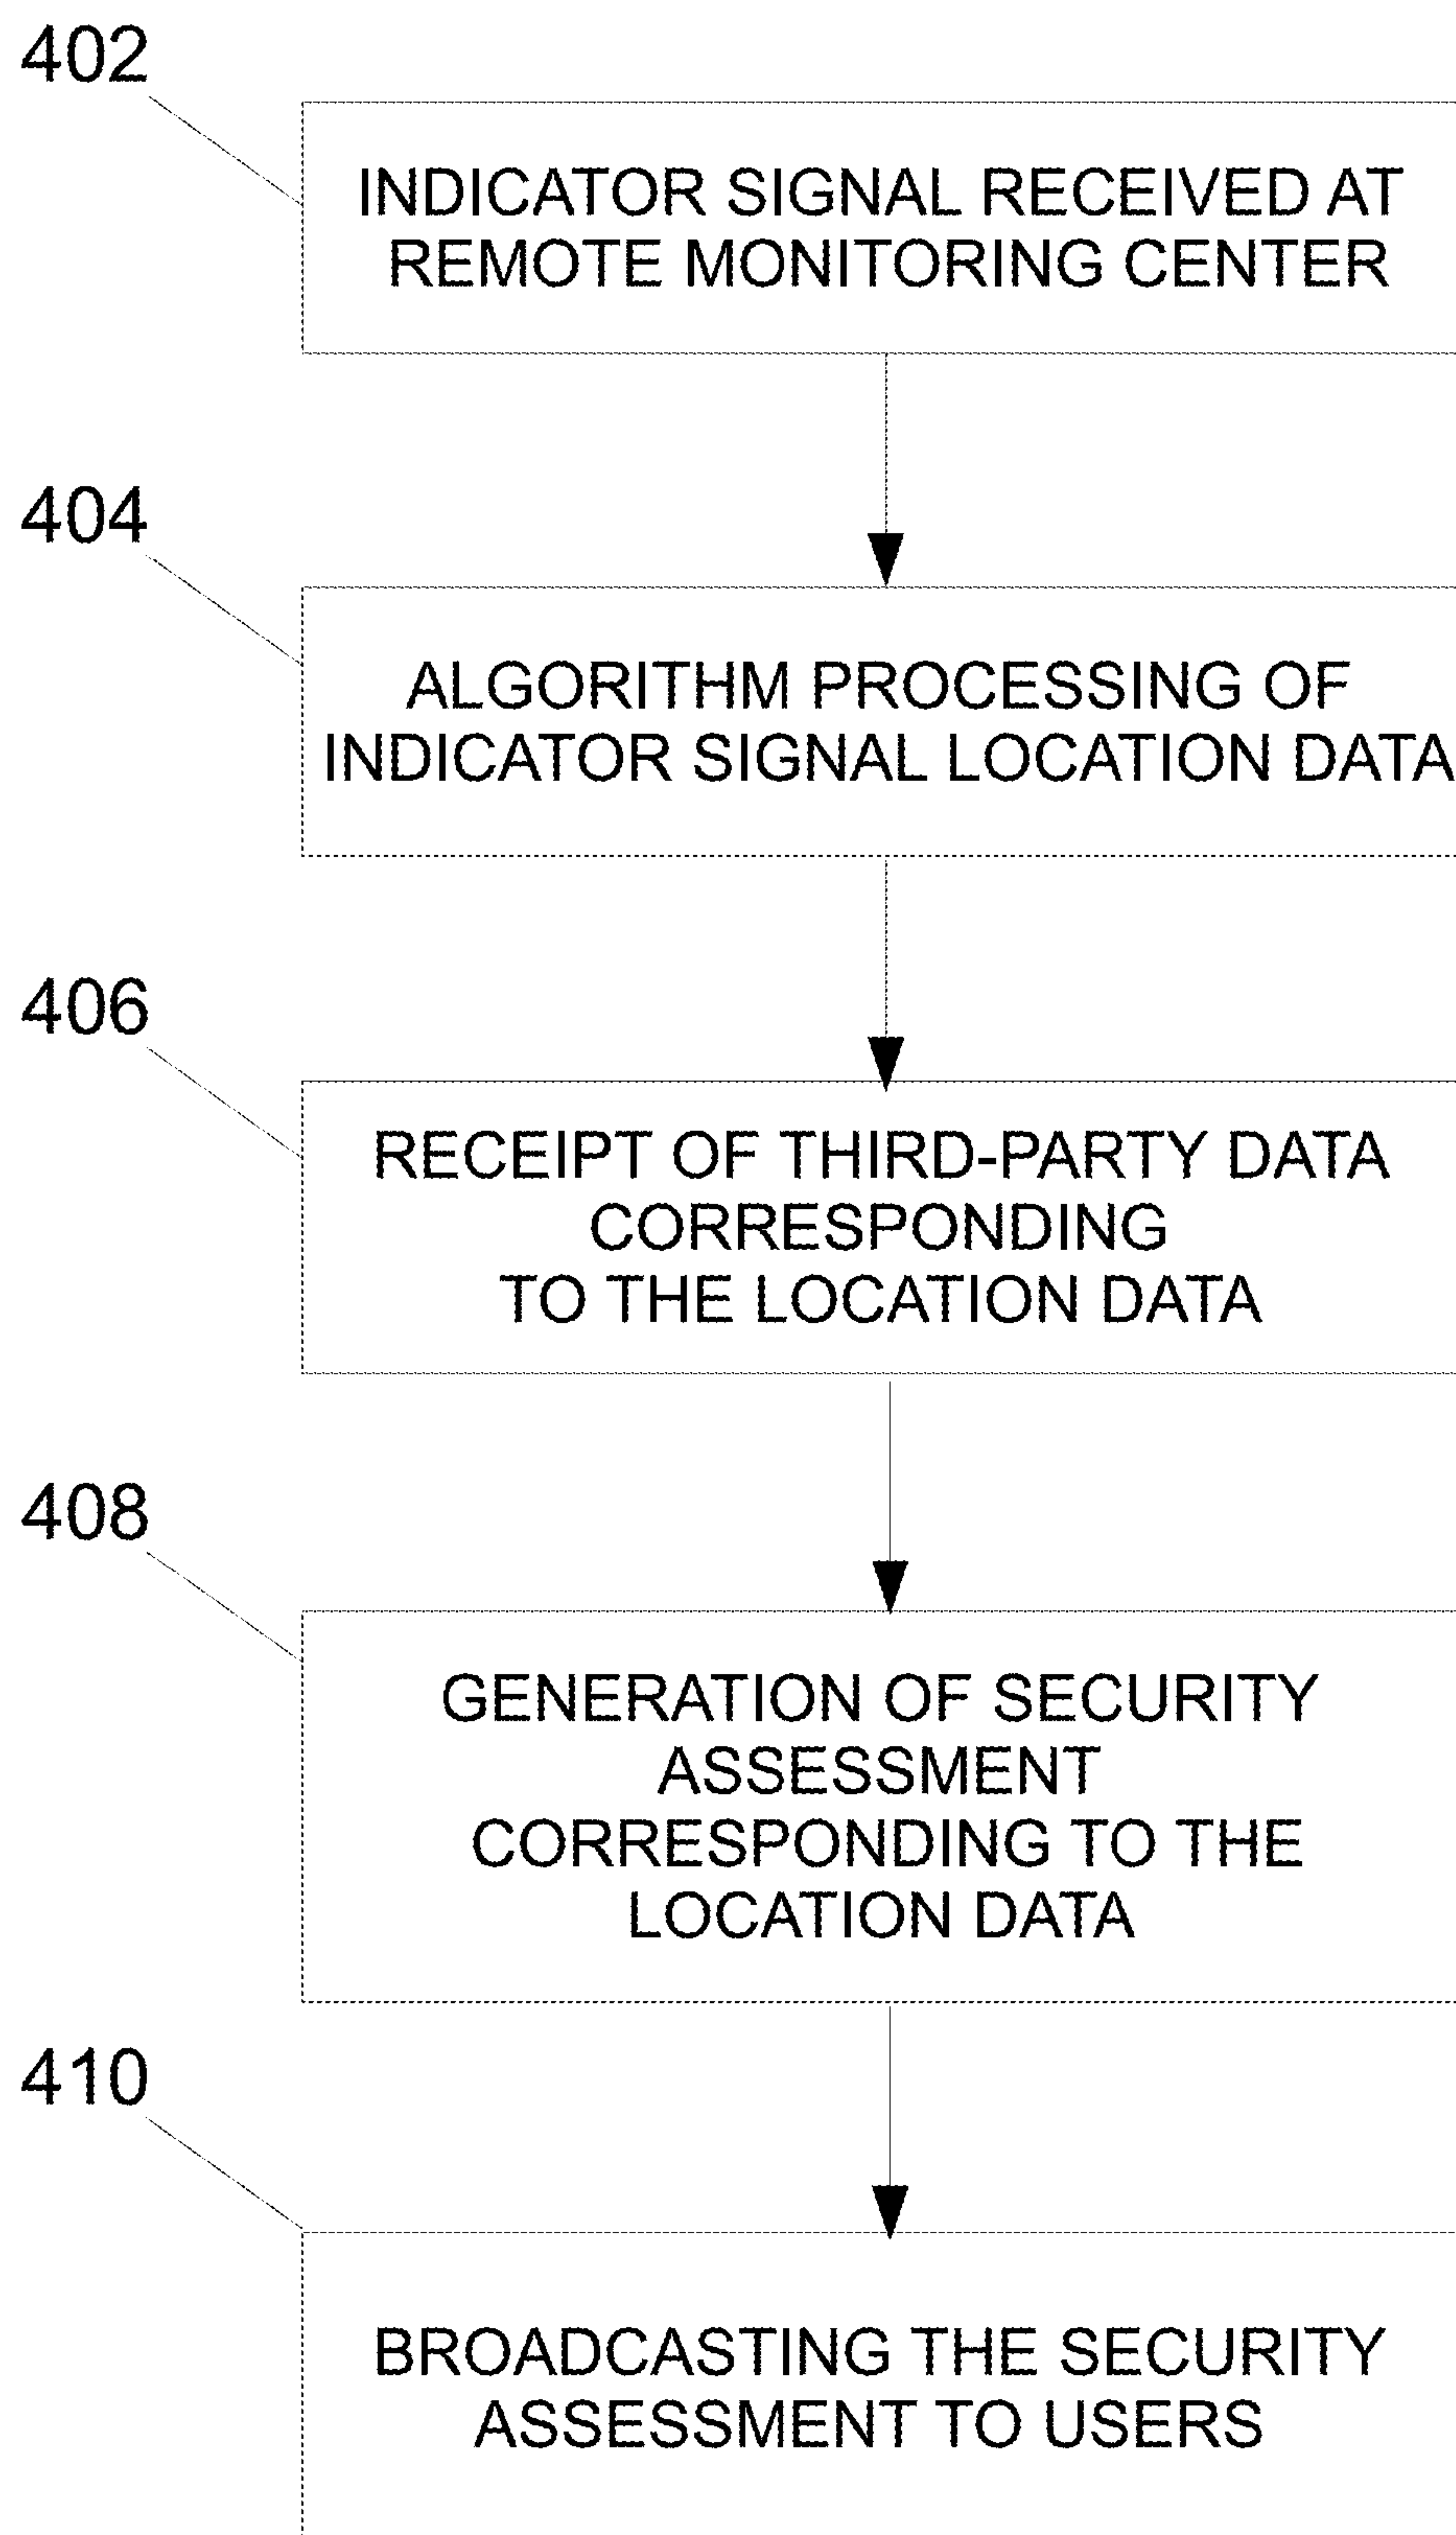 402
INDICATOR SIGNAL RECEIVED AT
REMOTE MONITORING CENTER
404
ALGORITHM PROCESSING OF
INDICATOR SIGNAL LOCATION DATA
406
RECEIPT OF THIRD-PARTY DATA
CORRESPONDING
TO THE LOCATION DATA
408
GENERATION OF SECURITY
ASSESSMENT
CORRESPONDING TO THE
LOCATION DATA
410
BROADCASTING THE SECURITY
ASSESSMENT TO USERS